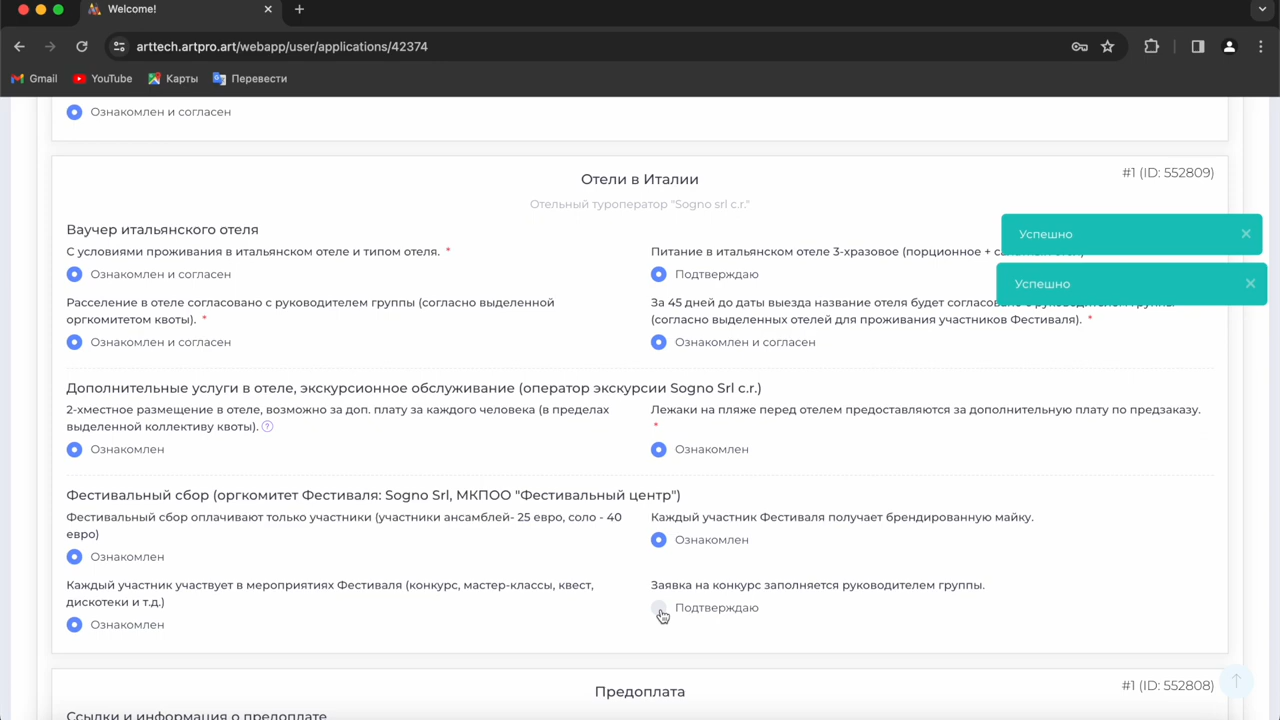 Welcome!
arttech.artpro.art/webapp/user/applications/42374
Gmail
YouTube
Карты
Перевести
Ознакомлен и согласен
Отели в Италии
#1 (ID: 552809)
Отельный туроператор "Sogno srl c.r."
Ваучер итальянского отеля
С условиями проживания в итальянском отеле и типом отеля. *
Ознакомлен и согласен
Питание в итальянском отеле 3-хразовое (порционное +
Подтверждаю
Успешно
Успешно
Расселение в отеле согласовано с руководителем группы (согласно выделенной
оргкомитетом квоты). *
Ознакомлен и согласен
За 45 дней до даты выезда название отеля будет согласовано
(согласно выделенных отелей для проживания участников Фестиваля). *
Ознакомлен и согласен
Дополнительные услуги в отеле, экскурсионное обслуживание (оператор экскурсии Sogno Srl c.r.)
2-хместное размещение в отеле, возможно за доп. плату за каждого человека (в пределах
выделенной коллективу квоты). ?
Ознакомлен
Лежаки на пляже перед отелем предоставляются за дополнительную плату по предзаказу.
*
Ознакомлен
Фестивальный сбор (оргкомитет Фестиваля: Sogno Srl, МКПОО "Фестивальный центр")
Фестивальный сбор оплачивают только участники (участники ансамблей- 25 евро, соло - 40
евро)
Ознакомлен
Каждый участник Фестиваля получает брендированную майку.
Ознакомлен
Каждый участник участвует в мероприятиях Фестиваля (конкурс, мастер-классы, квест,
дискотеки и т.д.)
Ознакомлен
Заявка на конкурс заполняется руководителем группы.
Подтверждаю
Предоплата
#1 (ID: 552808)
Ссылки и информация о предоплате